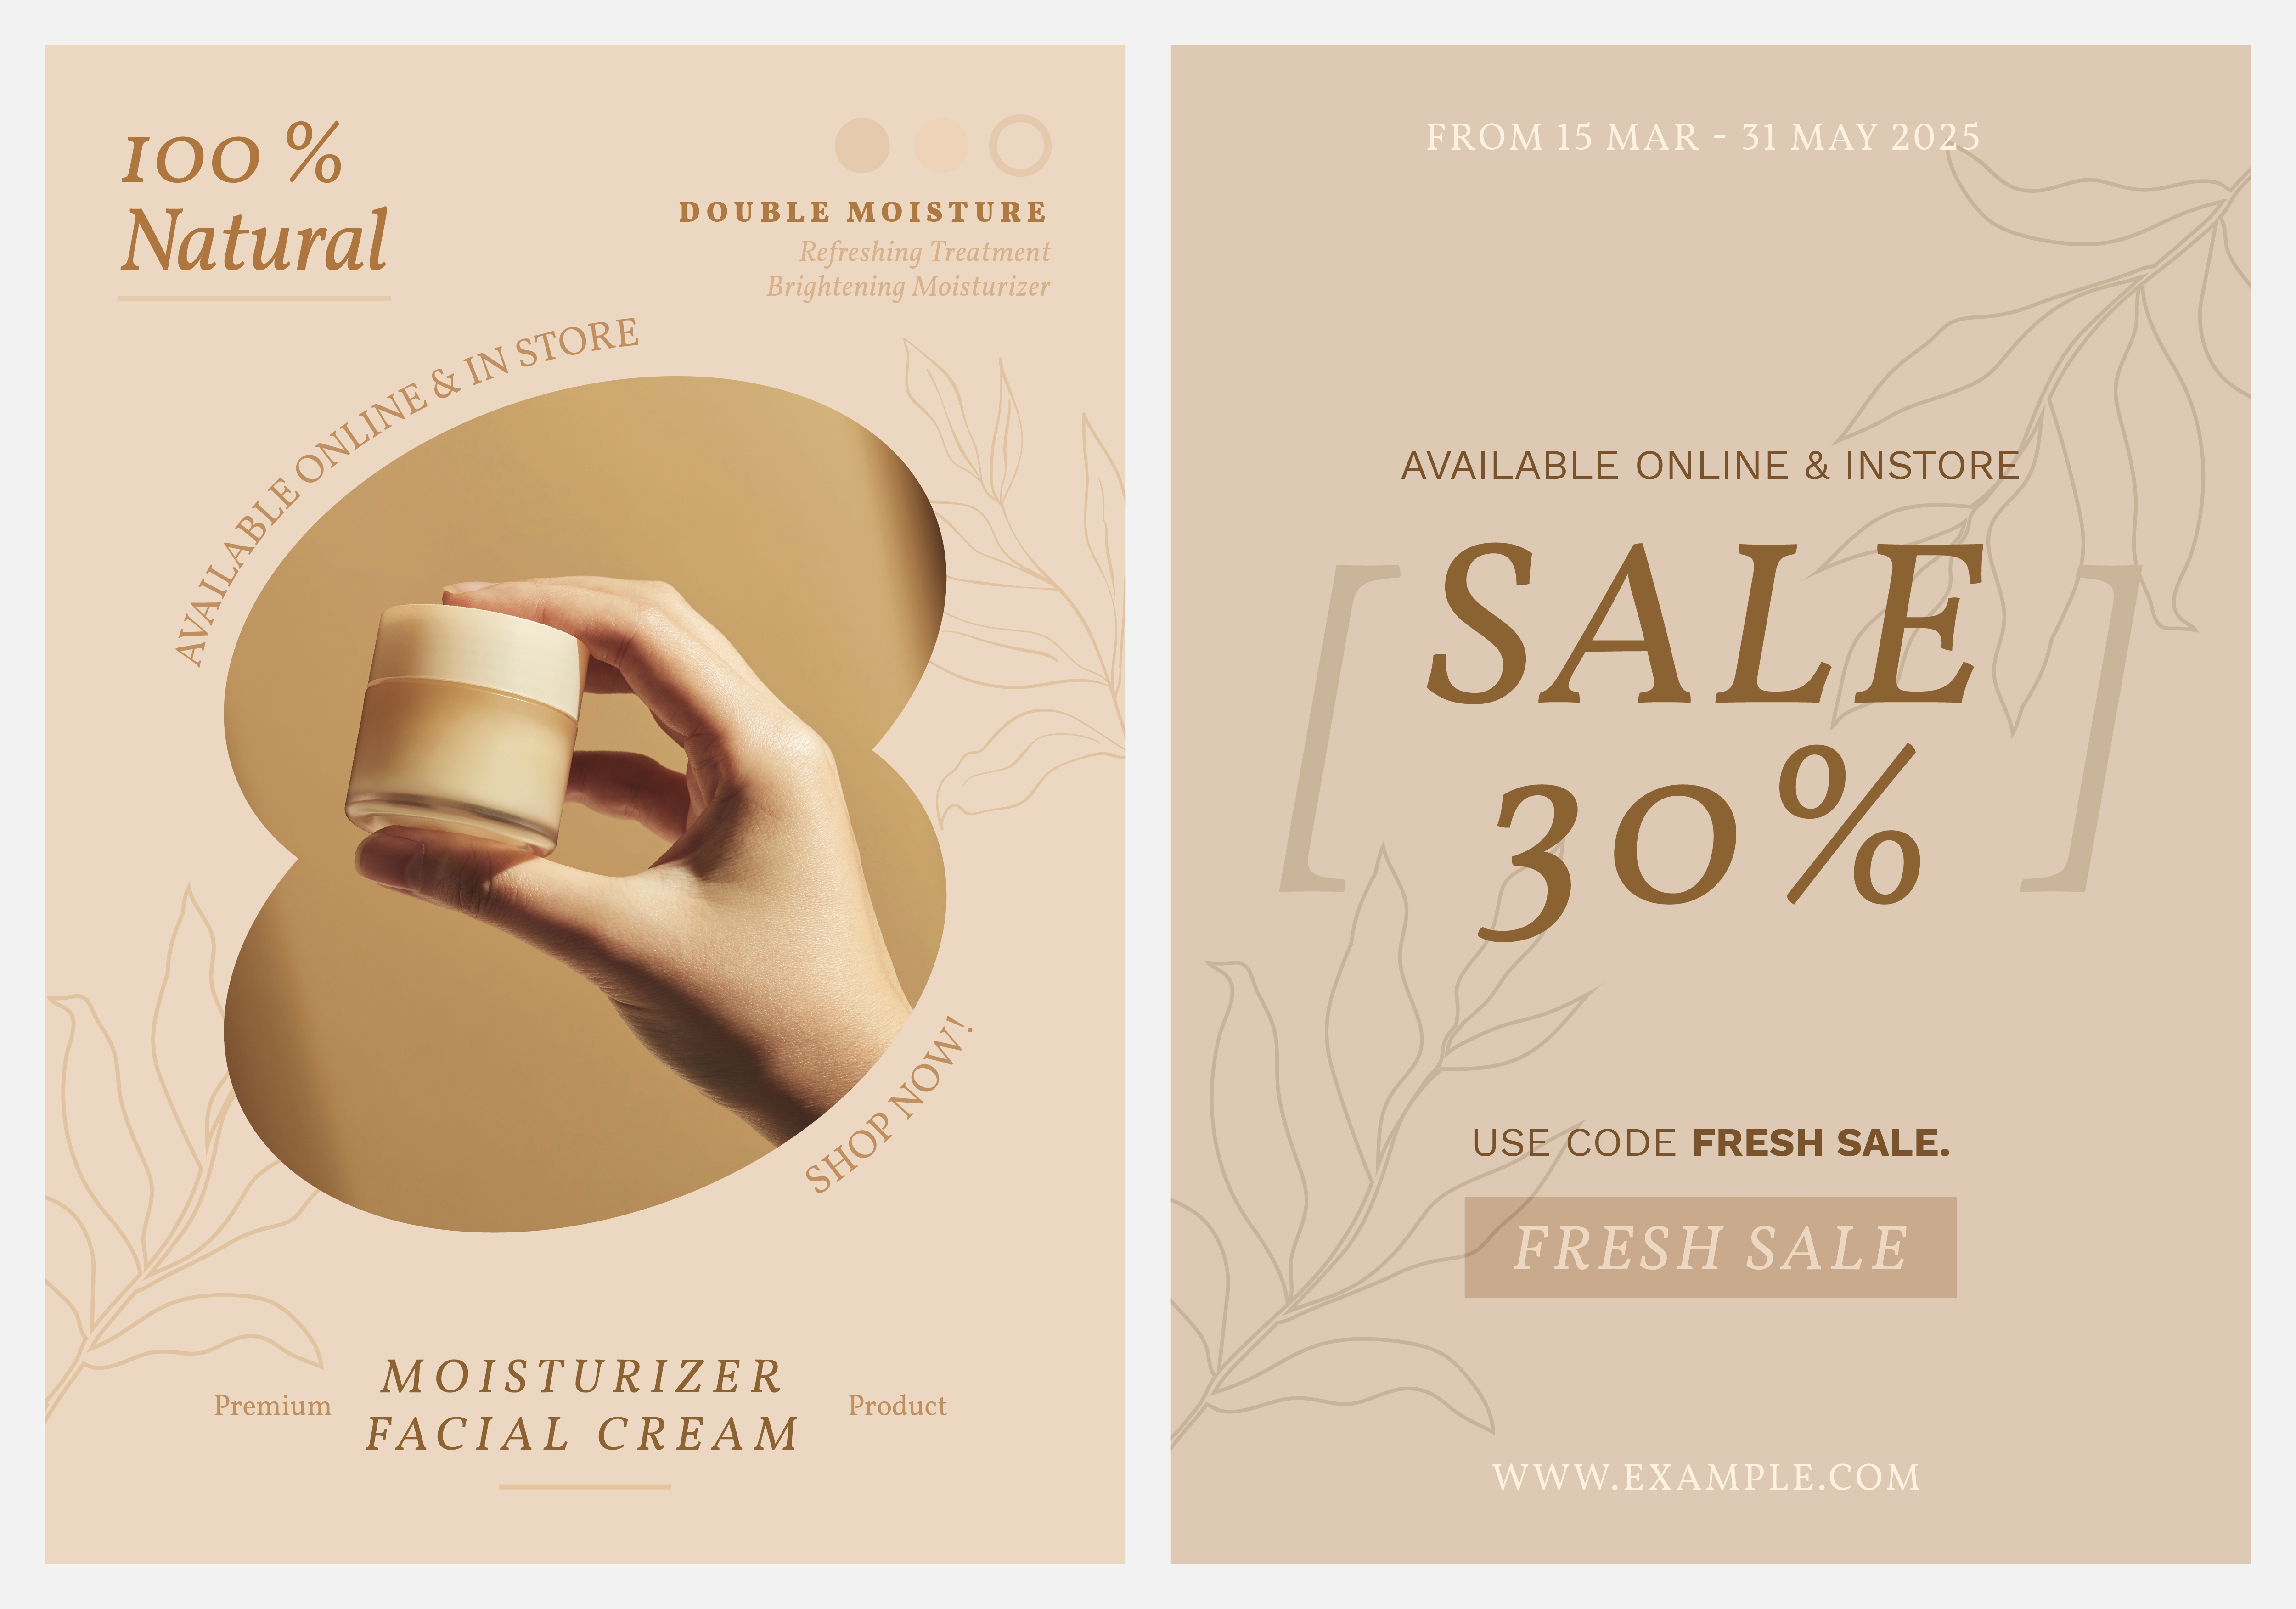 100 %
Natural
DOUBLE MOISTURE
Refreshing Treatment
Brightening Moisturizer
AVAILABLE ONLINE & IN STORE
SHOP NOW!
Premium
MOISTURIZER
FACIAL CREAM
Product
FROM 15 MAR - 31 MAY 2025
AVAILABLE ONLINE & INSTORE
[ SALE
30% ]
USE CODE FRESH SALE.
FRESH SALE
WWW.EXAMPLE.COM